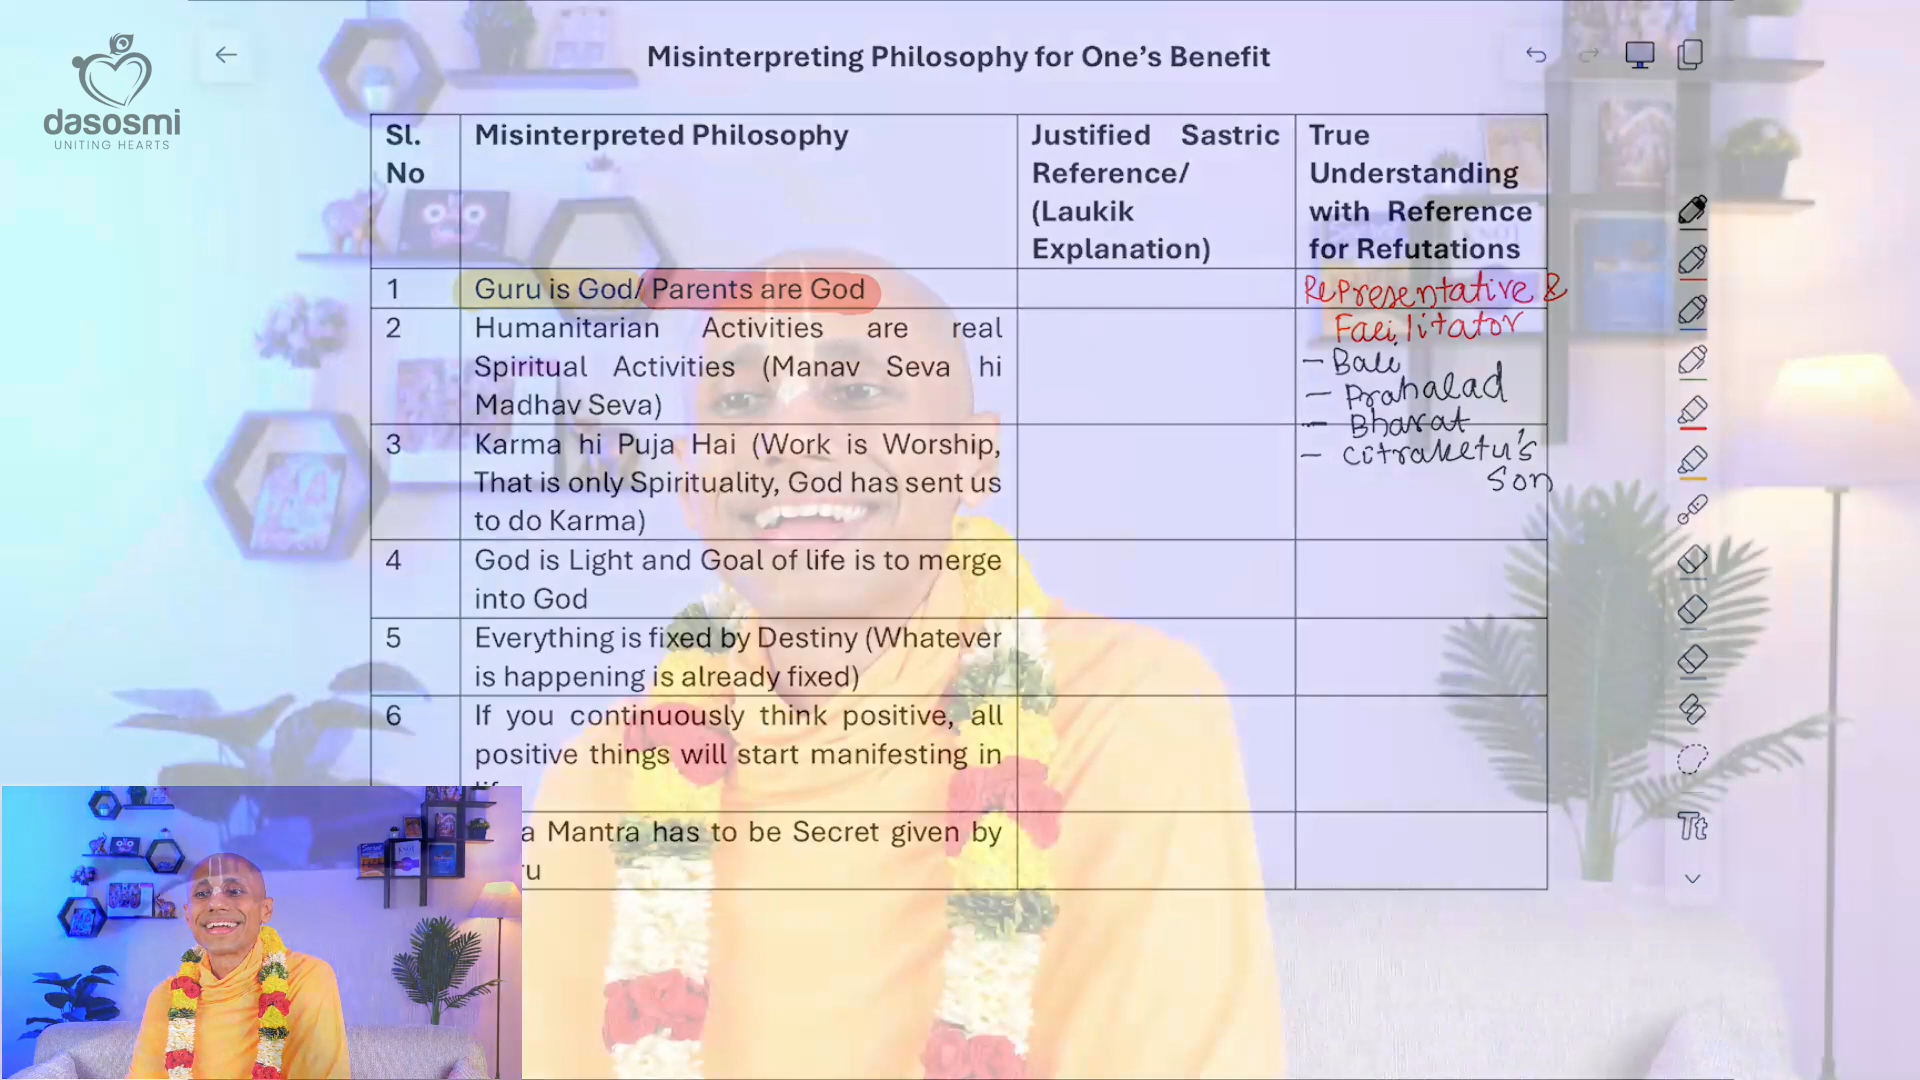 dasosmi
UNITING HEARTS
Misinterpreting Philosophy for One's Benefit
Sl. No
Misinterpreted Philosophy
Justified Sastric
Reference/
(Laukik
Explanation)
True
Understanding
with Reference
for Refutations
1
Guru is God/ Parents are God
Representative &
Facilitator
2
Humanitarian Activities are real
Spiritual Activities (Manav Seva hi
Madhav Seva)
- Bali
- Prahalad
- Bharat
3
Karma hi Puja Hai (Work is Worship,
That is only Spirituality, God has sent us
to do Karma)
- Citraketu's
Son
4
God is Light and Goal of life is to merge
into God
5
Everything is fixed by Destiny (Whatever
is happening is already fixed)
6
If you continuously think positive, all
positive things will start manifesting in
a Mantra has to be Secret given by
ru
Tt